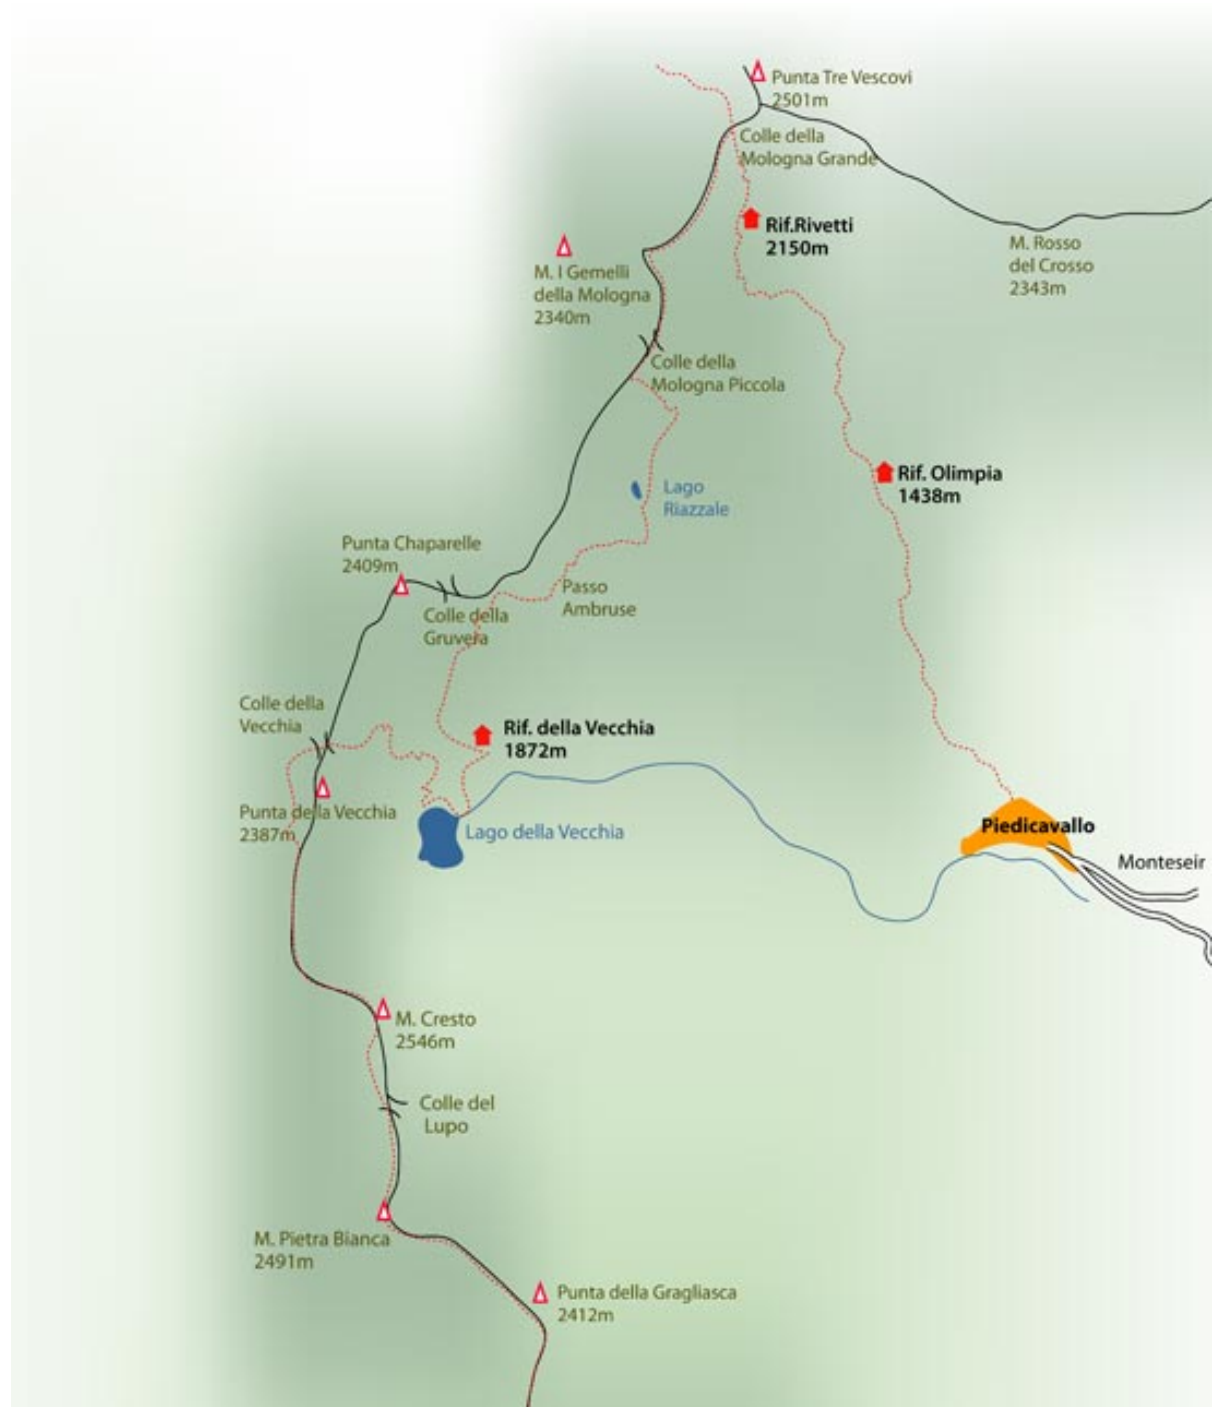 Punta Tre Vescovi
2501m
Colle della
Mologna Grande
Rif.Rivetti
2150m
M. Rosso
del Crosso
2343m
M. I Gemelli
della Mologna
2340m
Colle della
Mologna Piccola
Rif. Olimpia
1438m
Lago
Riazzale
Punta Chaparelle
2409m
Passo
Ambruse
Colle della
Gruvera
Colle della
Vecchia
Rif. della Vecchia
1872m
Punta della Vecchia
2387m
Lago della Vecchia
Piedicavallo
Monteseir
M. Cresto
2546m
Colle del
Lupo
M. Pietra Bianca
2491m
Punta della Gragliasca
2412m